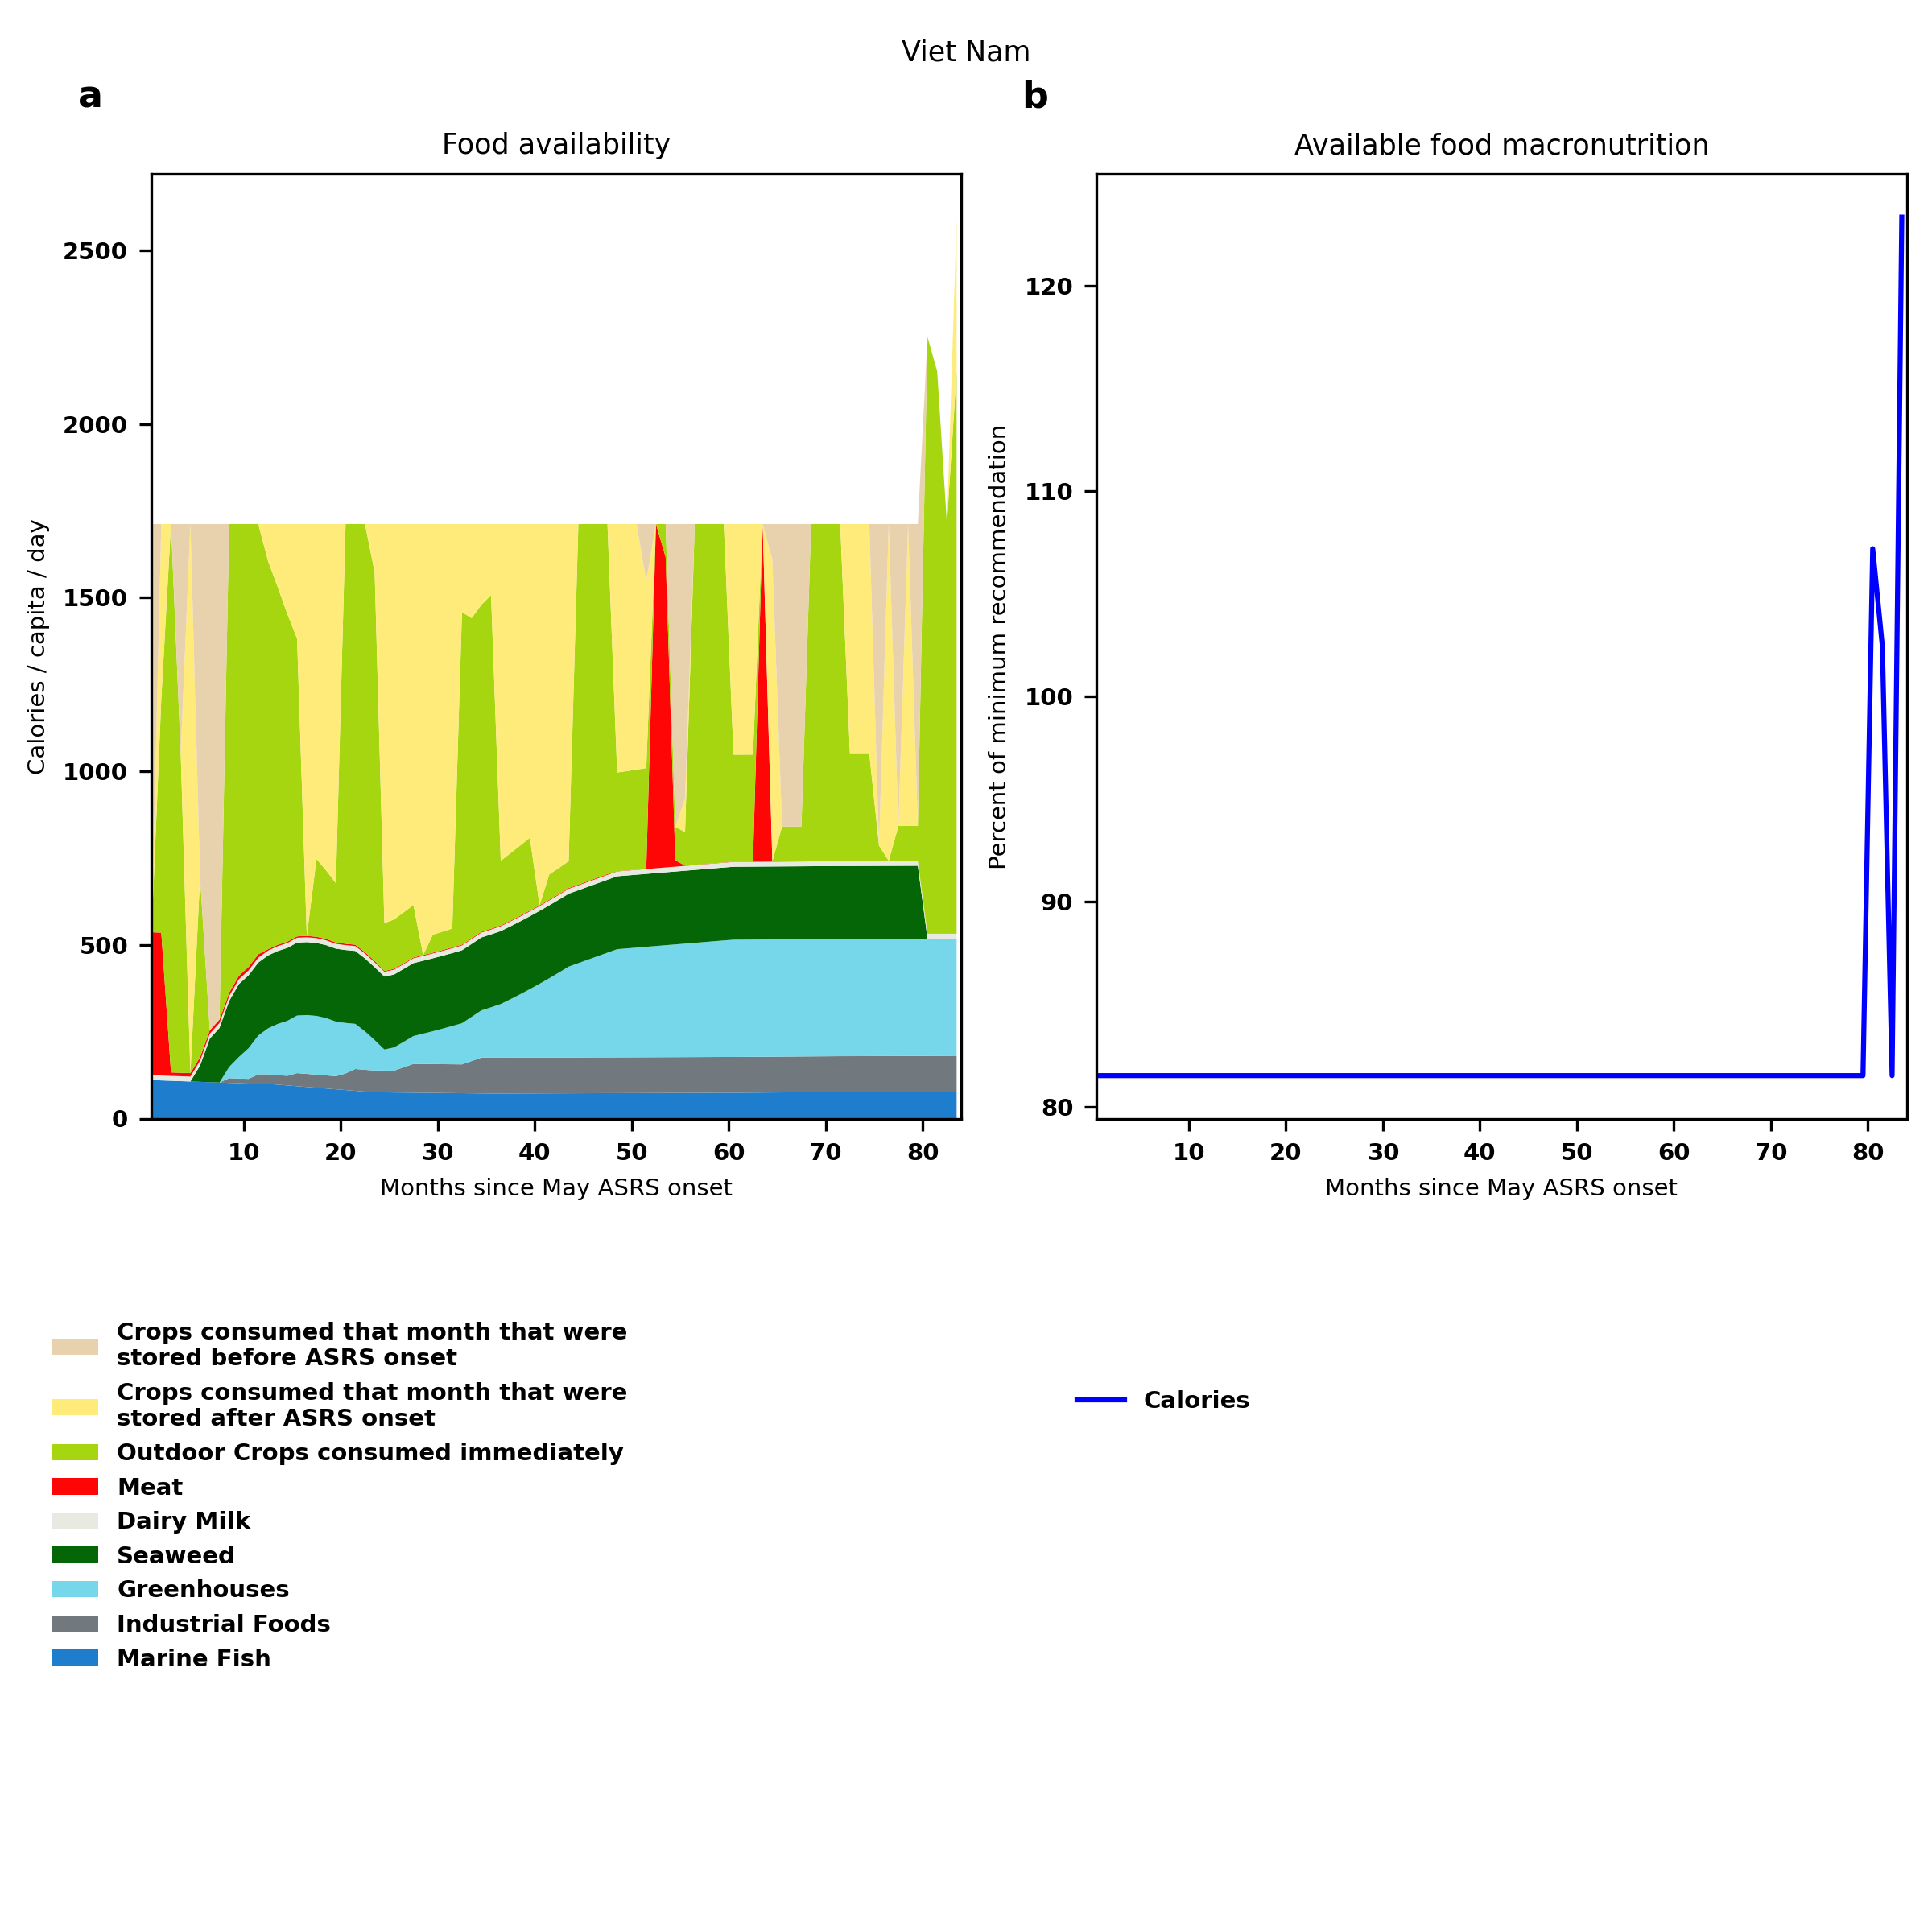 Viet Nam
a
Food availability
Calories / capita / day
2500
2000
1500
1000
500
0
10 20 30 40 50 60 70 80
Months since May ASRS onset
b
Available food macronutrition
Percent of minimum recommendation
120
110
100
90
80
10 20 30 40 50 60 70 80
Months since May ASRS onset
Crops consumed that month that were
stored before ASRS onset
Crops consumed that month that were
stored after ASRS onset
Outdoor Crops consumed immediately
Meat
Dairy Milk
Seaweed
Greenhouses
Industrial Foods
Marine Fish
Calories